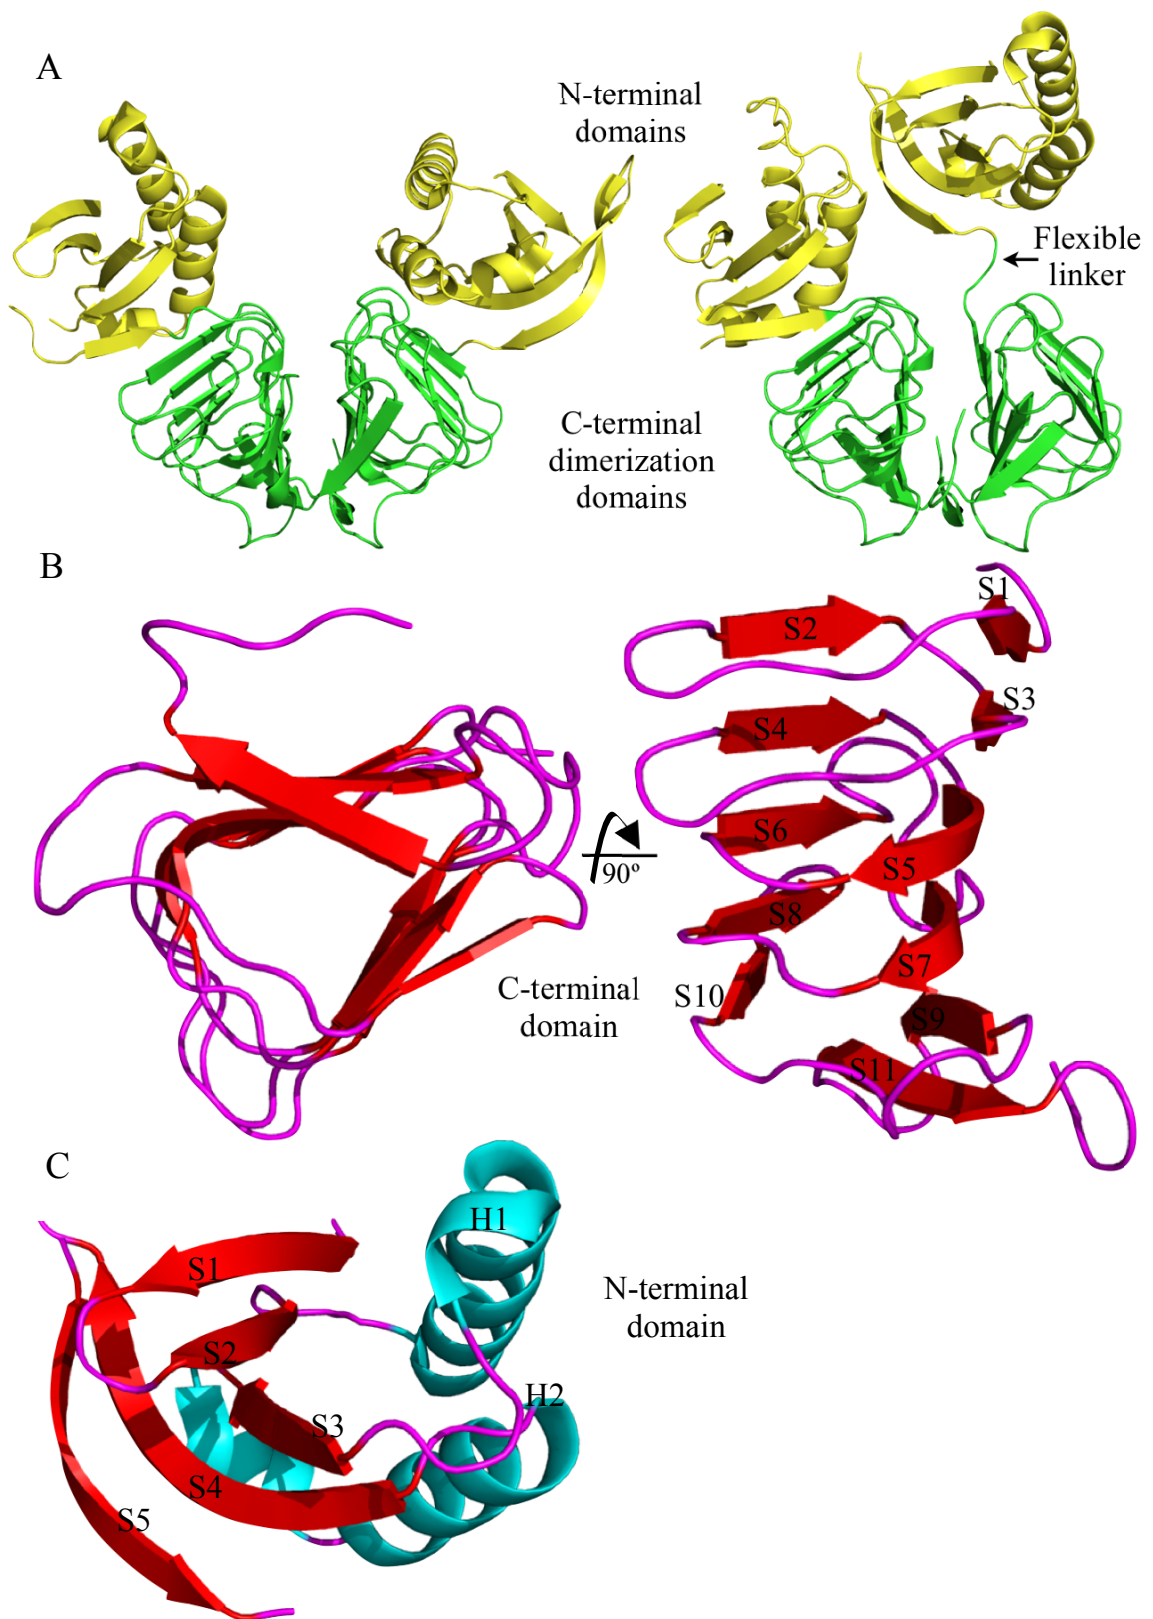 A
N-terminal
domains
Flexible
linker
C-terminal
dimerization
domains
B
S1
S2
S3
S4
S6
S5
S8
S7
S10
S9
S11
90º
C-terminal
domain
C
H1
S1
N-terminal
domain
S2
H2
S3
S4
S5